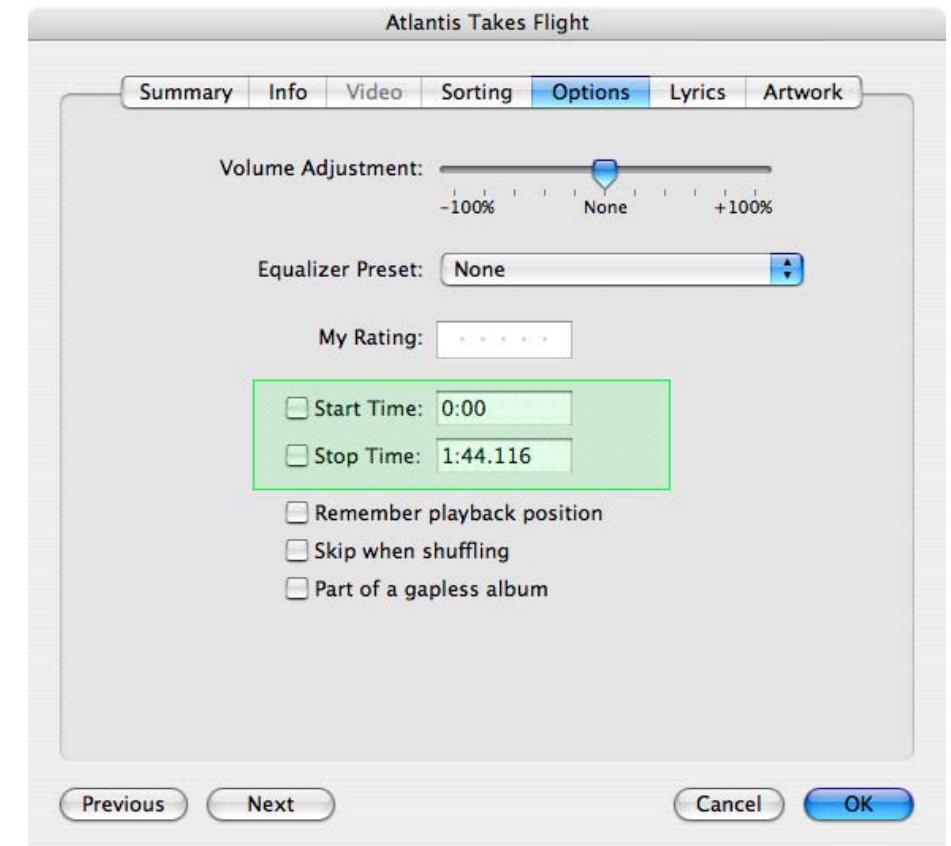 Atlantis Takes Flight
Summary Info Video Sorting Options Lyrics Artwork
Volume Adjustment:
-100% None +100%
Equalizer Preset: None
My Rating:
Start Time: 0:00
Stop Time: 1:44.116
Remember playback position
Skip when shuffling
Part of a gapless album
Previous Next Cancel OK